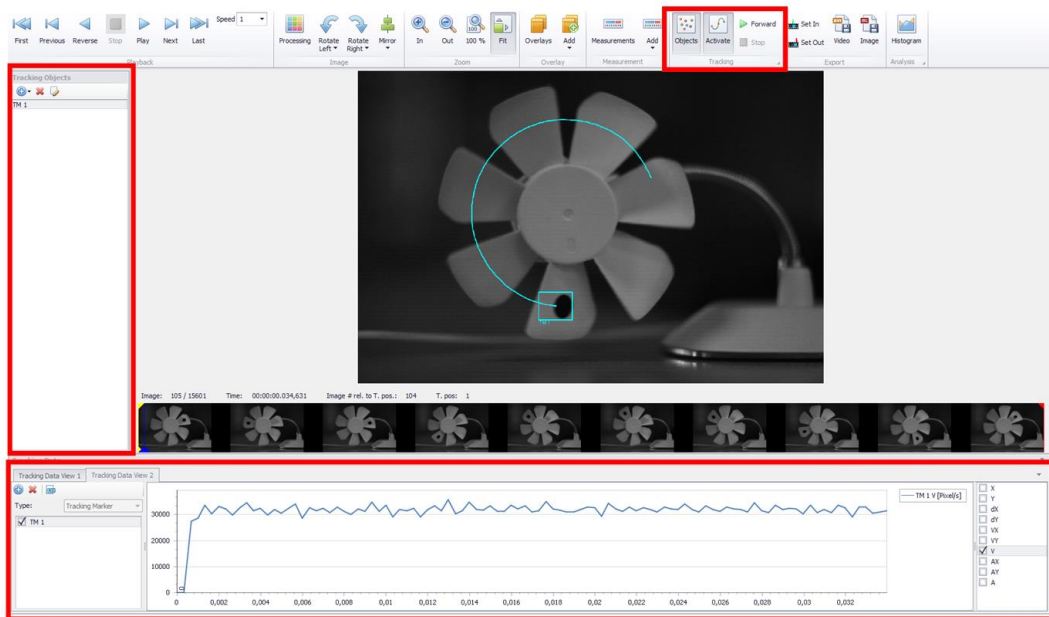 Speed 1
First Previous Reverse Stop Play Next Last
Processing Rotate Left Rotate Right Mirror
In Out 100 % Fit
Overlays Add
Measurements Add
Objects Activate Forward Stop
Set In Set Out Video Image
Histogram
Playback Image Zoom Overlay Measurement Tracking Export Analysis
Tracking Objects
TM 1
Image: 105 / 15601 Time: 00:00:00.034,631 Image # rel. to T. pos.: 104 T. pos: 1
Tracking Data View 1 Tracking Data View 2
Type: Tracking Marker
TM 1
30000
20000
10000
0
0 0,002 0,004 0,006 0,008 0,01 0,012 0,014 0,016 0,018 0,02 0,022 0,024 0,026 0,028 0,03 0,032
TM 1 V [Pixel/s]
X
Y
dX
dY
VX
VY
V
AX
AY
A